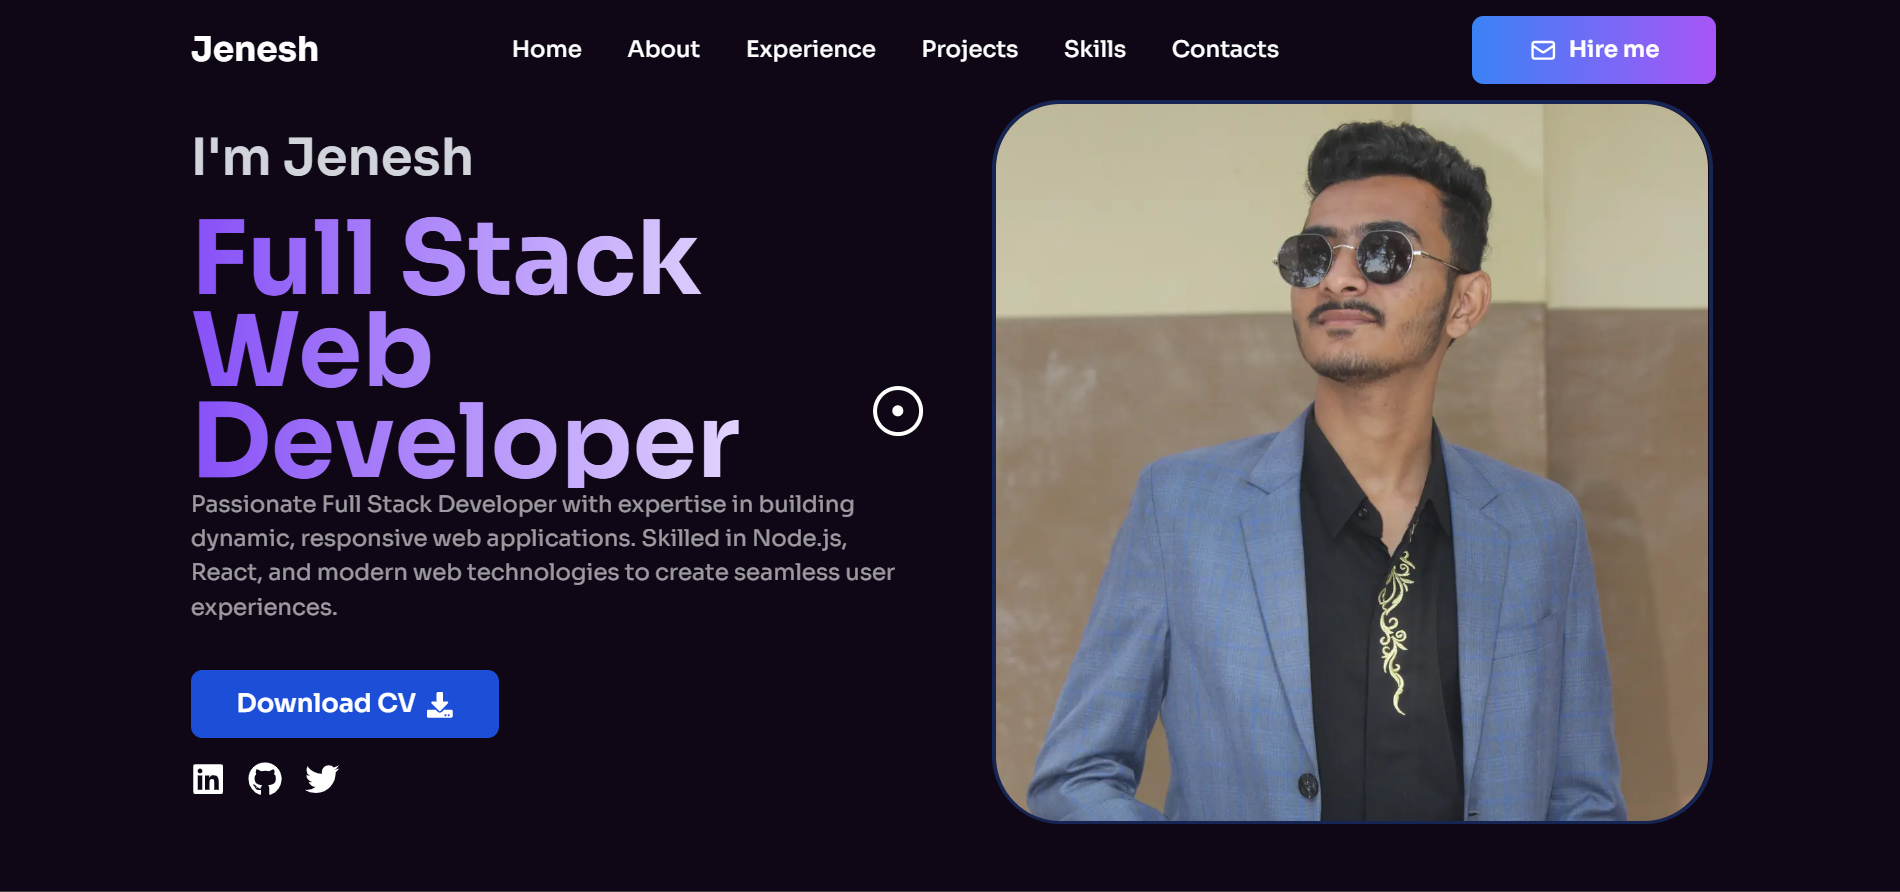 Jenesh
Home About Experience Projects Skills Contacts
Hire me
I'm Jenesh
Full Stack
Web
Developer
Passionate Full Stack Developer with expertise in building
dynamic, responsive web applications. Skilled in Node.js,
React, and modern web technologies to create seamless user
experiences.
Download CV
in